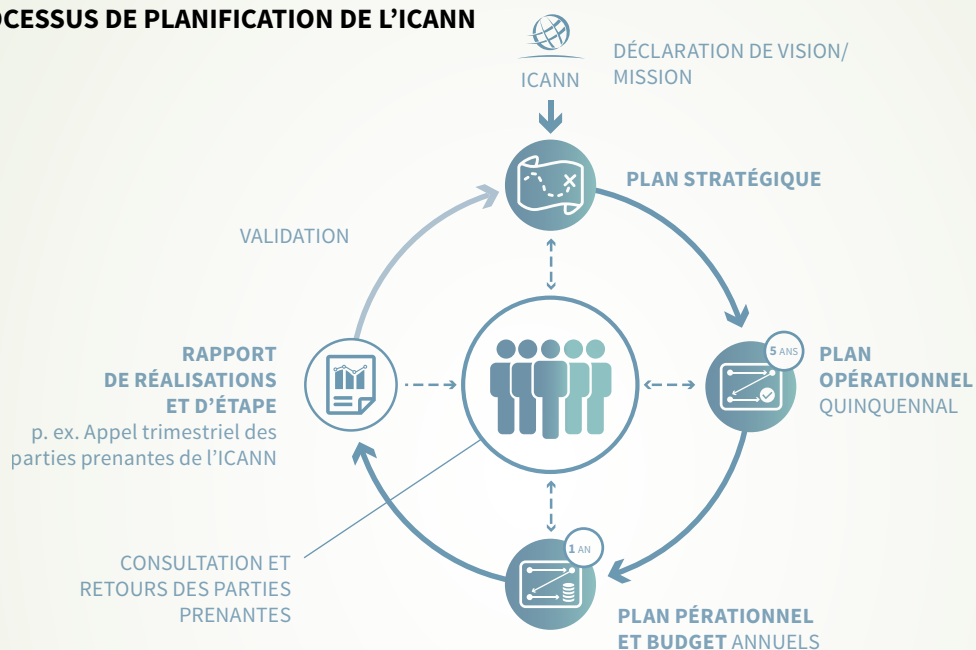 OCESSUS DE PLANIFICATION DE L’ICANN
ICANN
DÉCLARATION DE VISION/
MISSION
PLAN STRATÉGIQUE
VALIDATION
5 ANS
PLAN
OPÉRATIONNEL
QUINQUENNAL
RAPPORT
DE RÉALISATIONS
ET D’ÉTAPE
p. ex. Appel trimestriel des
parties prenantes de l’ICANN
1 AN
CONSULTATION ET
RETOURS DES PARTIES
PRENANTES
PLAN PÉRATIONNEL
ET BUDGET ANNUELS